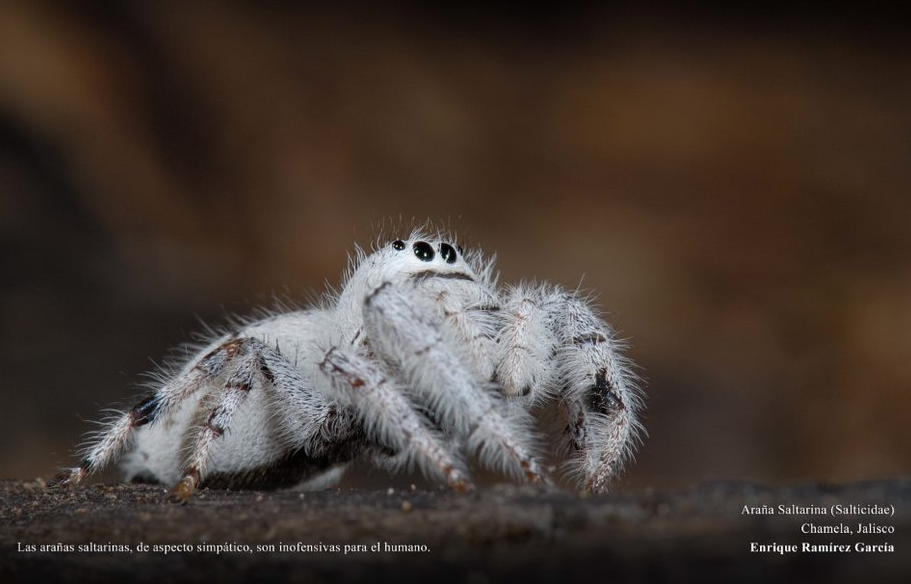 Araña Saltarina (Salticidae)
Chamela, Jalisco
Las arañas saltarinas, de aspecto simpático, son inofensivas para el humano.
Enrique Ramírez García